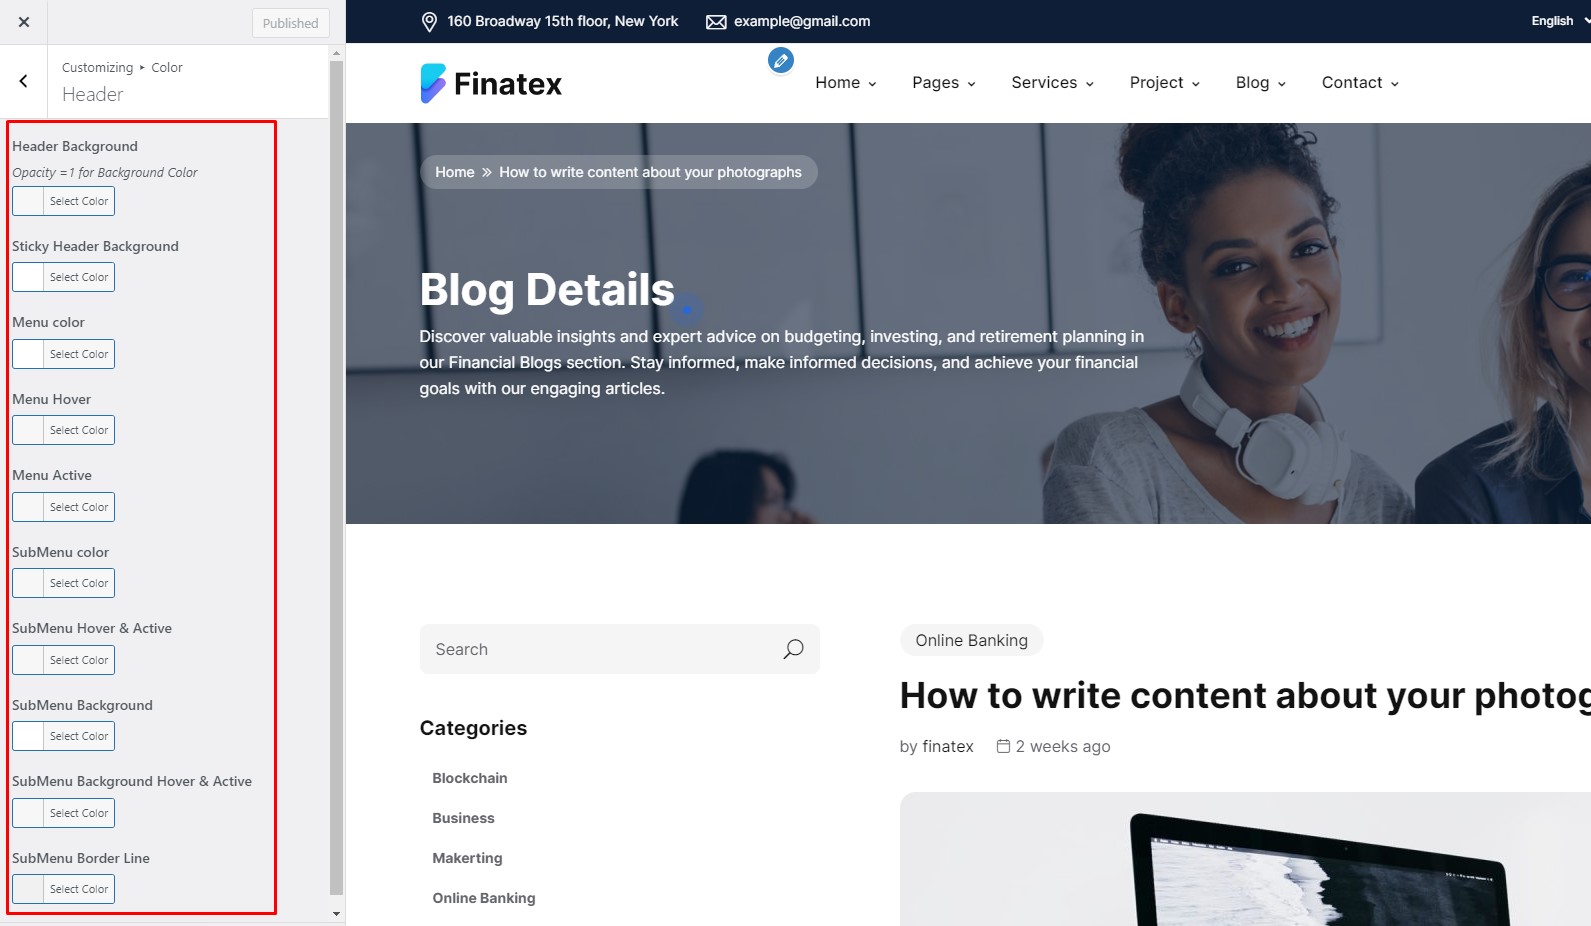 Published
Customizing ▸ Color
Header
Header Background
Opacity =1 for Background Color
Select Color
Sticky Header Background
Select Color
Menu color
Select Color
Menu Hover
Select Color
Menu Active
Select Color
SubMenu color
Select Color
SubMenu Hover & Active
Select Color
SubMenu Background
Select Color
SubMenu Background Hover & Active
Select Color
SubMenu Border Line
Select Color
160 Broadway 15th floor, New York
example@gmail.com
English
Finatex
Home
Pages
Services
Project
Blog
Contact
Home » How to write content about your photographs
Blog Details
Discover valuable insights and expert advice on budgeting, investing, and retirement planning in
our Financial Blogs section. Stay informed, make informed decisions, and achieve your financial
goals with our engaging articles.
Search
Categories
Blockchain
Business
Makerting
Online Banking
Online Banking
How to write content about your photog
by finatex
2 weeks ago